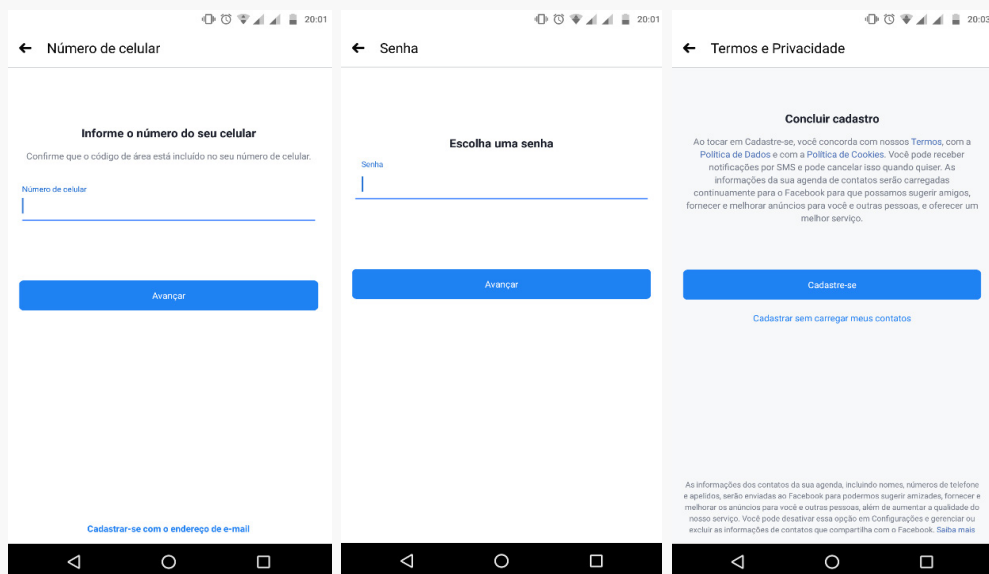 20:01
Número de celular
Informe o número do seu celular
Confirme que o código de área está incluído no seu número de celular.
Número de celular
Avançar
Cadastrar-se com o endereço de e-mail
20:01
Senha
Escolha uma senha
Senha
Avançar
20:03
Termos e Privacidade
Concluir cadastro
Ao tocar em Cadastre-se, você concorda com nossos Termos, com a
Política de Dados e com a Política de Cookies. Você pode receber
notificações por SMS e pode cancelar isso quando quiser. As
informações da sua agenda de contatos serão carregadas
continuamente para o Facebook para que possamos sugerir amigos,
fornecer e melhorar anúncios para você e outras pessoas, e oferecer um
melhor serviço.
Cadastre-se
Cadastrar sem carregar meus contatos
As informações dos contatos da sua agenda, incluindo nomes, números de telefone
e apelidos, serão enviadas ao Facebook para podermos sugerir amizades, fornecer e
melhorar os anúncios para você e outras pessoas, além de aumentar a qualidade do
nosso serviço. Você pode desativar essa opção em Configurações e gerenciar ou
excluir as informações de contatos que compartilha com o Facebook. Saiba mais